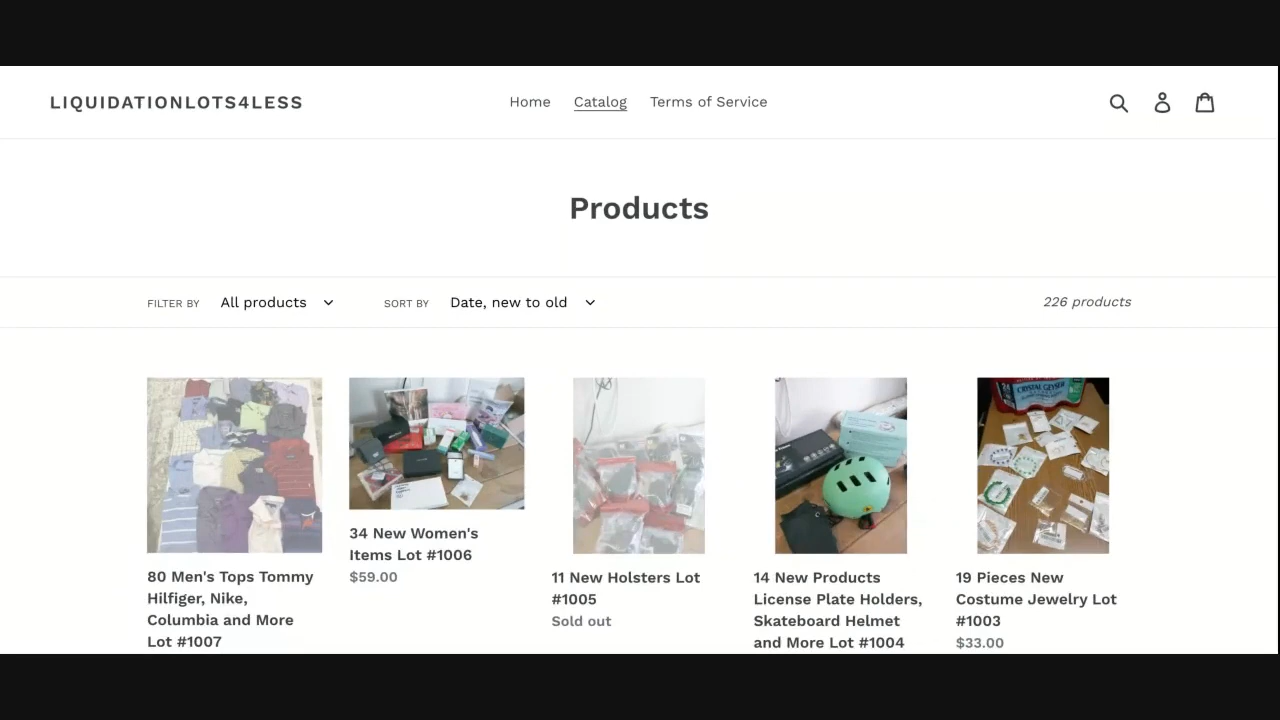 LIQUIDATIONLOTS4LESS
Home Catalog Terms of Service
Products
FILTER BY All products SORT BY Date, new to old 226 products
CRYSTAL GEYSER
80 Men's Tops Tommy
Hilfiger, Nike,
Columbia and More
Lot #1007
34 New Women's
Items Lot #1006
$59.00
11 New Holsters Lot
#1005
Sold out
14 New Products
License Plate Holders,
Skateboard Helmet
and More Lot #1004
19 Pieces New
Costume Jewelry Lot
#1003
$33.00